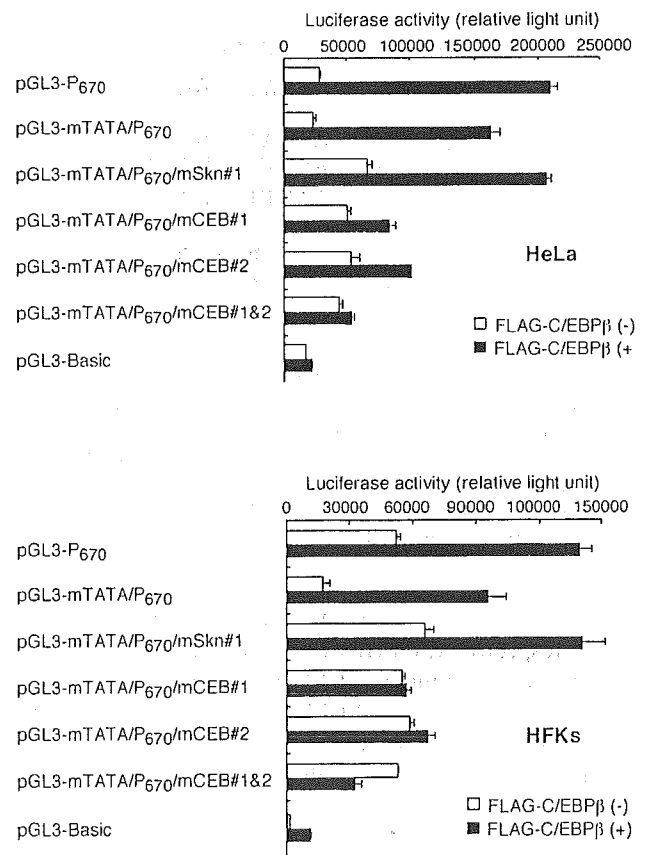 Luciferase activity (relative light unit)
0 50000 100000 150000 200000 250000
pGL3-P670
pGL3-mTATA/P670
pGL3-mTATA/P670/mSkn#1
pGL3-mTATA/P670/mCEB#1
pGL3-mTATA/P670/mCEB#2
pGL3-mTATA/P670/mCEB#1&2
pGL3-Basic
HeLa
FLAG-C/EBPβ (-)
FLAG-C/EBPβ (+
Luciferase activity (relative light unit)
0 30000 60000 90000 100000 150000
pGL3-P670
pGL3-mTATA/P670
pGL3-mTATA/P670/mSkn#1
pGL3-mTATA/P670/mCEB#1
pGL3-mTATA/P670/mCEB#2
pGL3-mTATA/P670/mCEB#1&2
pGL3-Basic
HFKs
FLAG-C/EBPβ (-)
FLAG-C/EBPβ (+)